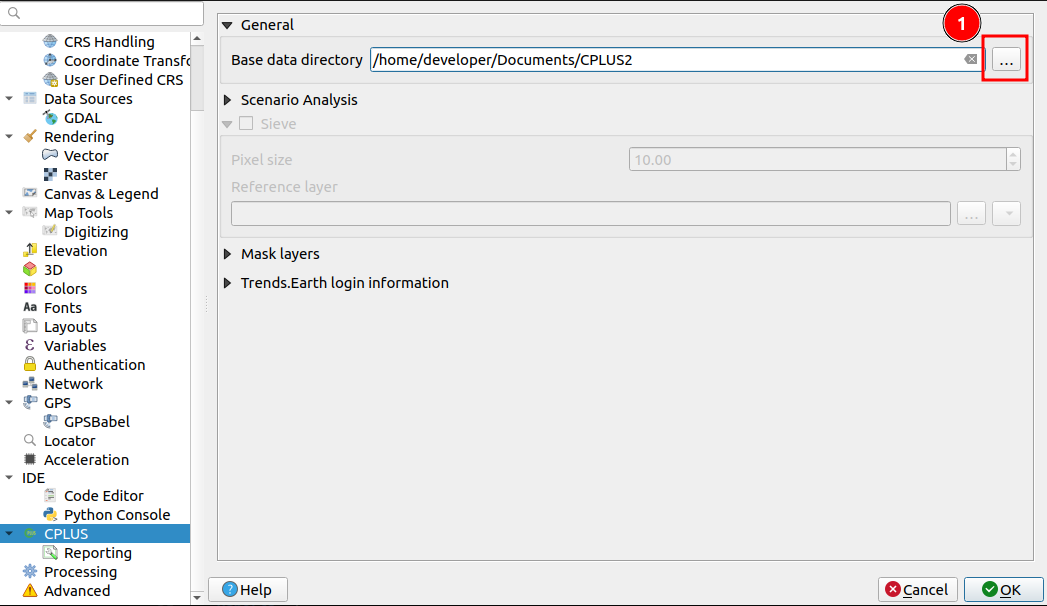 CRS Handling
Coordinate Transfo
User Defined CRS
Data Sources
GDAL
Rendering
Vector
Raster
Canvas & Legend
Map Tools
Digitizing
Elevation
3D
Colors
Aa Fonts
Layouts
ε Variables
Authentication
Network
GPS
GPSBabel
Locator
Acceleration
IDE
Code Editor
Python Console
CPLUS
Reporting
Processing
Advanced
General
1
Base data directory /home/developer/Documents/CPLUS2 ...
Scenario Analysis
Sieve
Pixel size 10.00
Reference layer
...
Mask layers
Trends.Earth login information
? Help
Cancel
OK